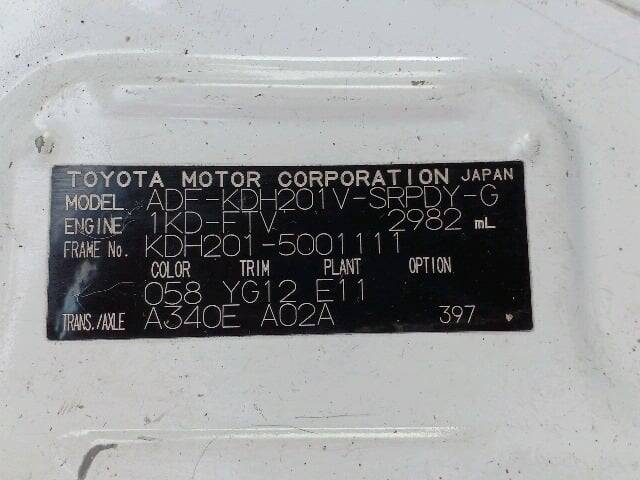 TOYOTA MOTOR CORPORATION JAPAN
MODEL ADF-KDH201V-SRPDY-G
ENGINE 1KD-FTV 2982 mL
FRAME No. KDH201-5001111
COLOR TRIM PLANT OPTION
058 YG12 E11
TRANS./AXLE A340E A02A 397